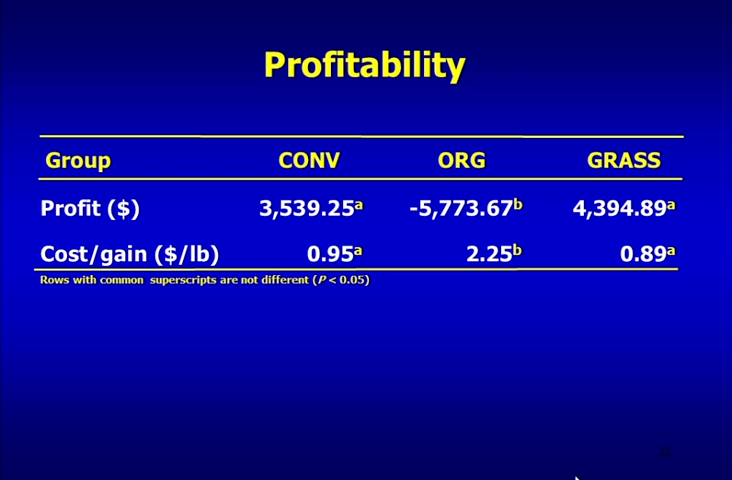 Profitability
Group CONV ORG GRASS
Profit ($) 3,539.25ᵃ -5,773.67ᵇ 4,394.89ᵃ
Cost/gain ($/lb) 0.95ᵃ 2.25ᵇ 0.89ᵃ
Rows with common superscripts are not different (P < 0.05)